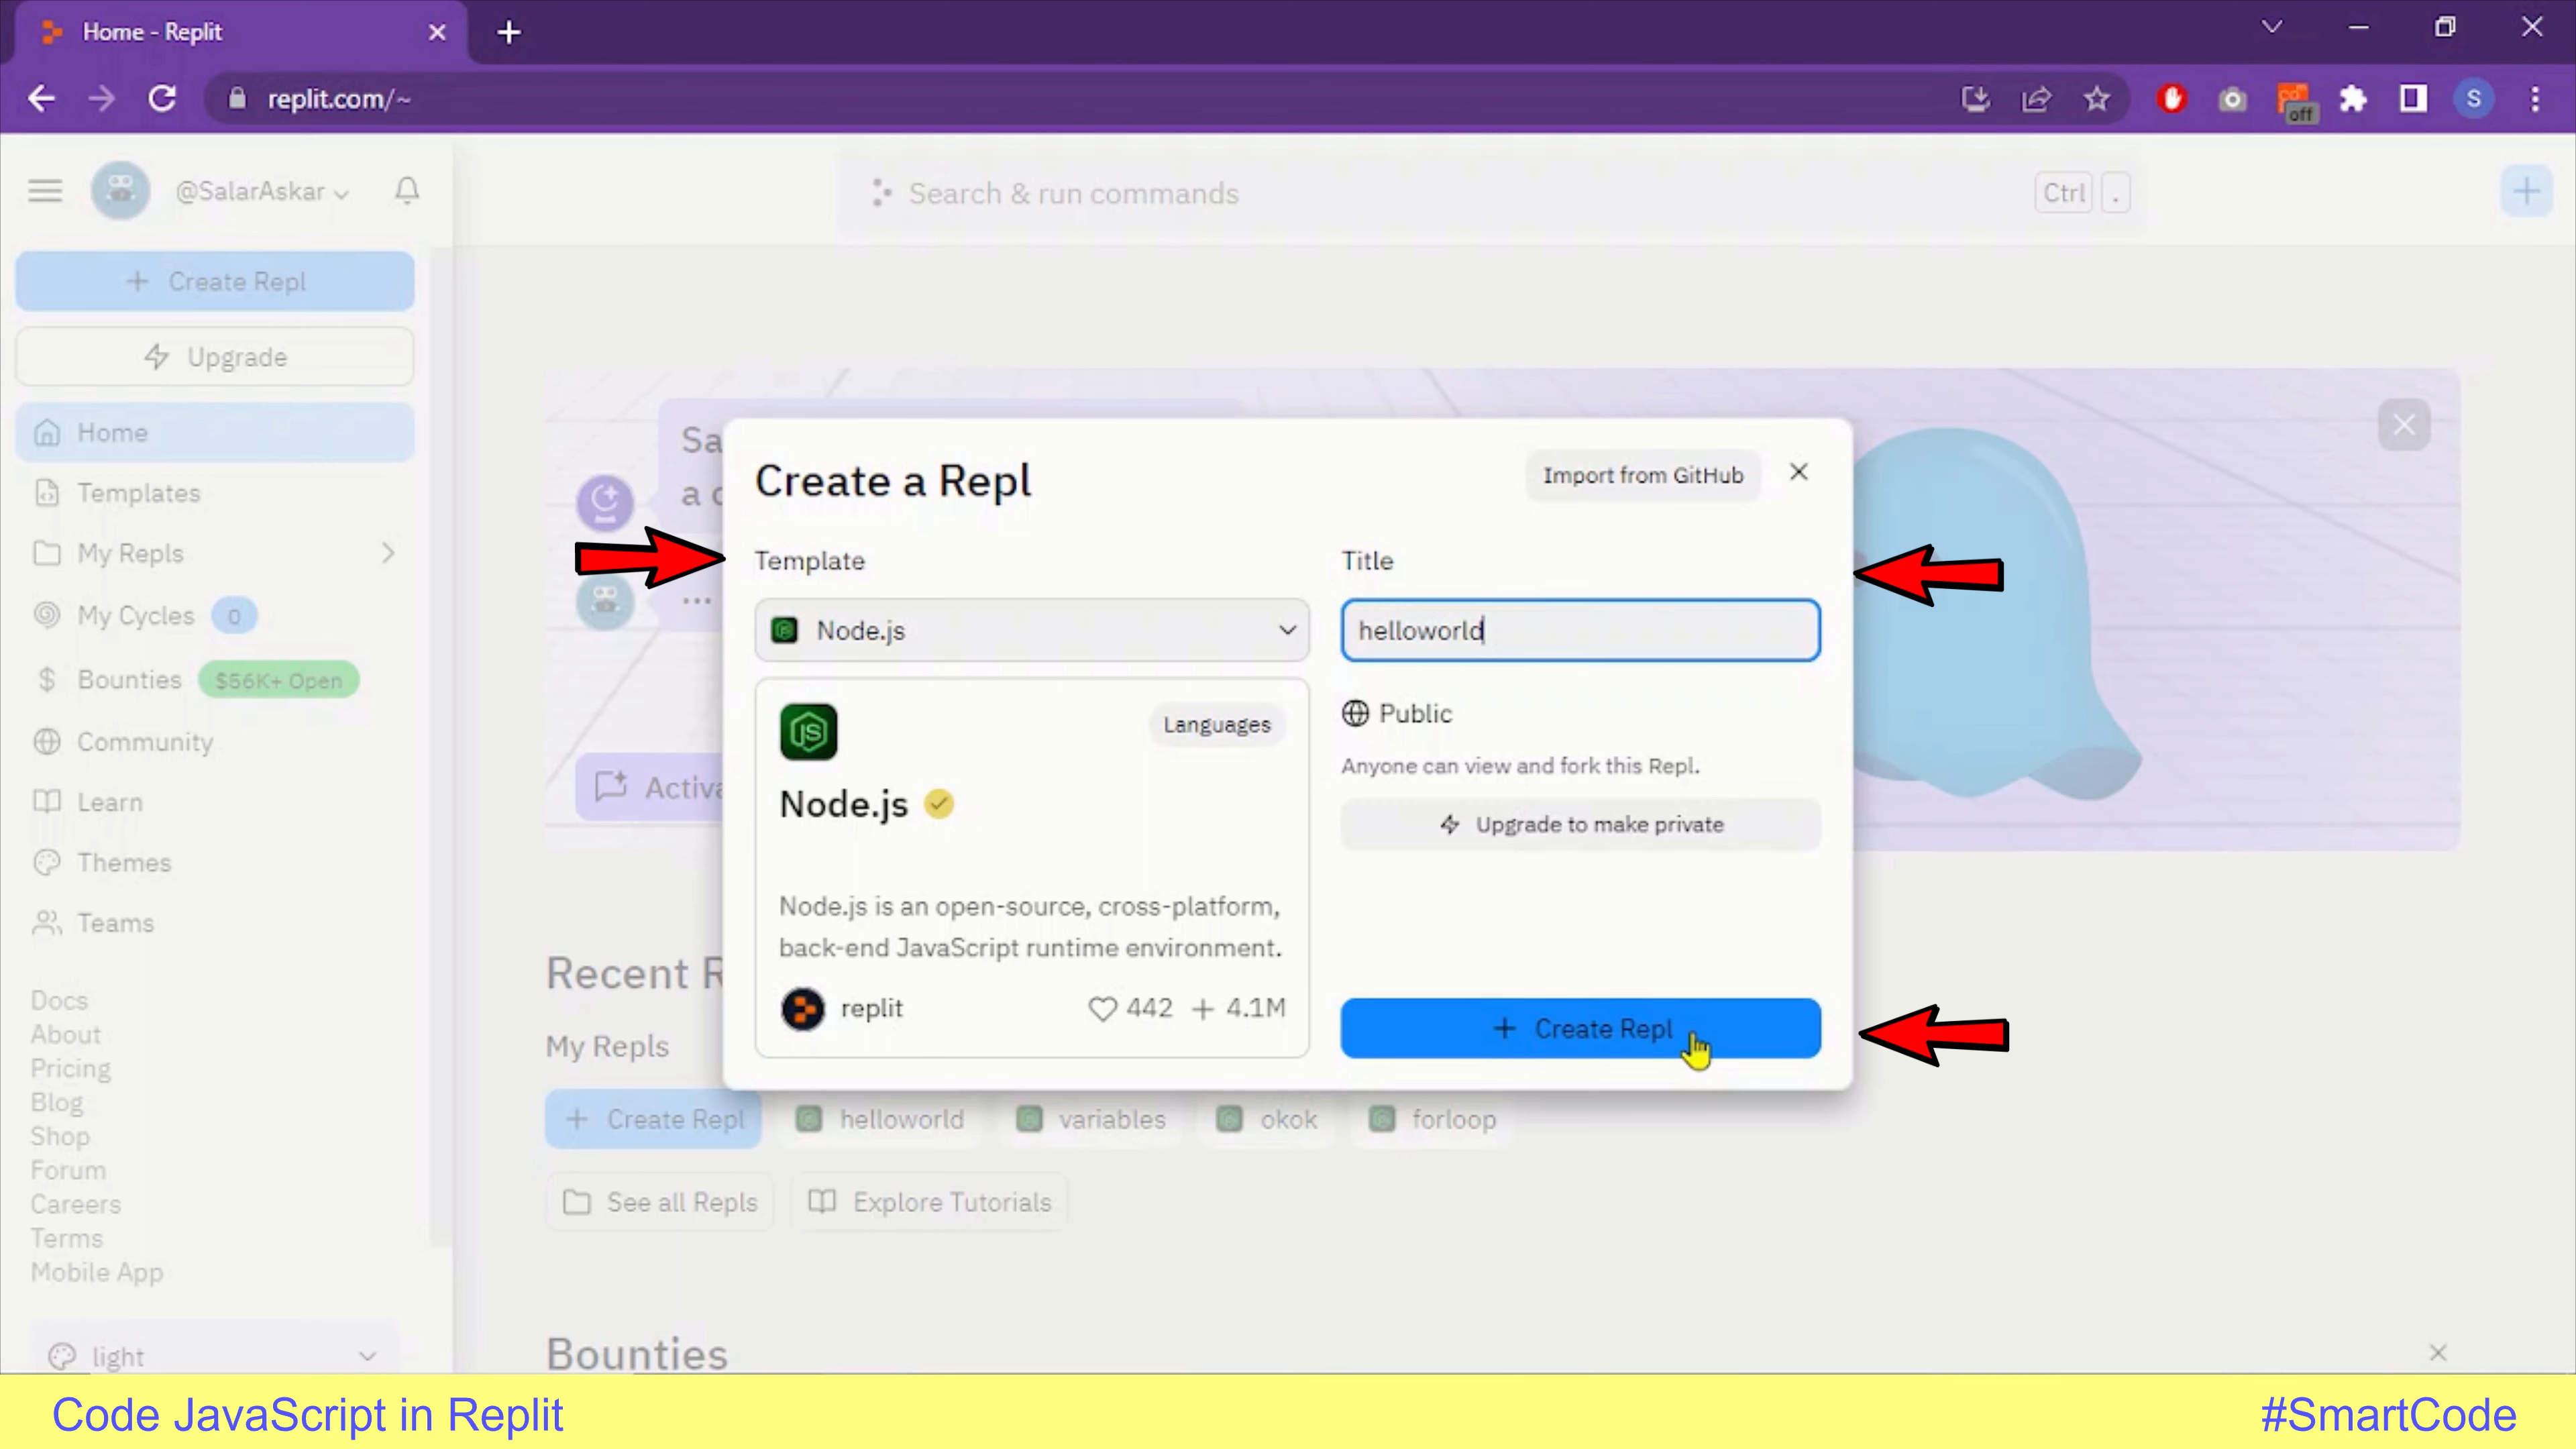 Home - Replit
replit.com/~
off
S
@SalarAskar
Search & run commands
Ctrl .
+ Create Repl
Upgrade
Home
Templates
My Repls
My Cycles 0
Bounties $56K+ Open
Community
Learn
Themes
Teams
Docs
About
Pricing
Blog
Shop
Forum
Careers
Terms
Mobile App
light
Sa
a
...
Activa
Create a Repl
Import from GitHub
Template
Node.js
JS
Languages
Node.js
Node.js is an open-source, cross-platform,
back-end JavaScript runtime environment.
replit 442 + 4.1M
Title
helloworld
Public
Anyone can view and fork this Repl.
Upgrade to make private
+ Create Repl
Recent R
My Repls
+ Create Repl helloworld variables okok forloop
See all Repls Explore Tutorials
Bounties
Code JavaScript in Replit
#SmartCode